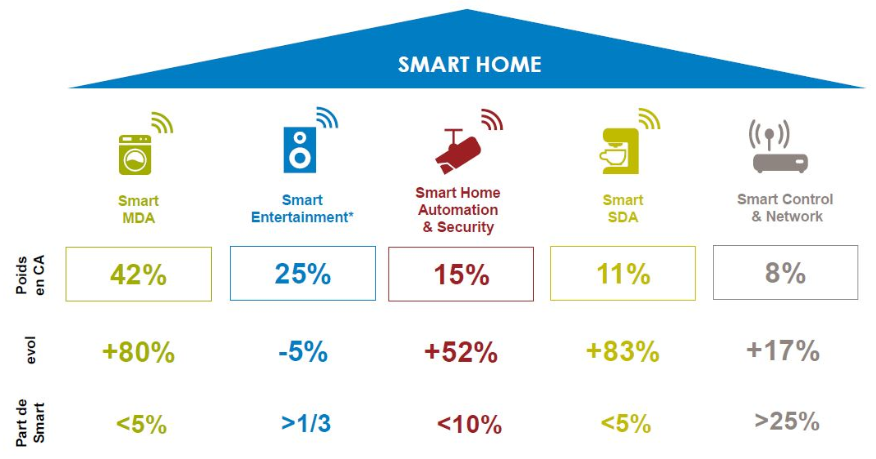 SMART HOME
Smart
MDA
Smart
Entertainment*
Smart Home
Automation
& Security
Smart
SDA
Smart Control
& Network
Poids
en CA
42%
25%
15%
11%
8%
evol
+80%
-5%
+52%
+83%
+17%
Part de
Smart
<5%
>1/3
<10%
<5%
>25%